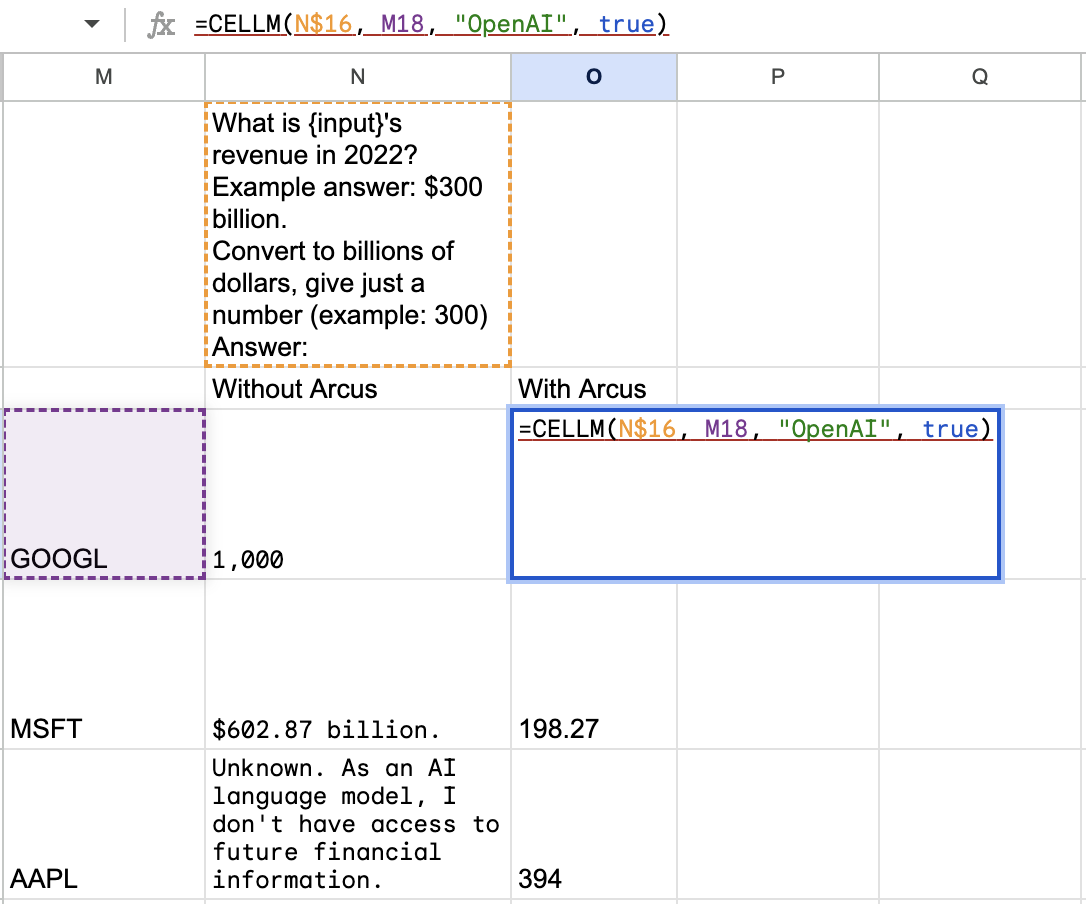 fx =CELLM(N$16, M18, "OpenAI", true)
M N O P Q
What is {input}'s
revenue in 2022?
Example answer: $300
billion.
Convert to billions of
dollars, give just a
number (example: 300)
Answer:
Without Arcus With Arcus
=CELLM(N$16, M18, "OpenAI", true)
GOOGL 1,000
MSFT $602.87 billion. 198.27
Unknown. As an AI
language model, I
don't have access to
future financial
AAPL information. 394